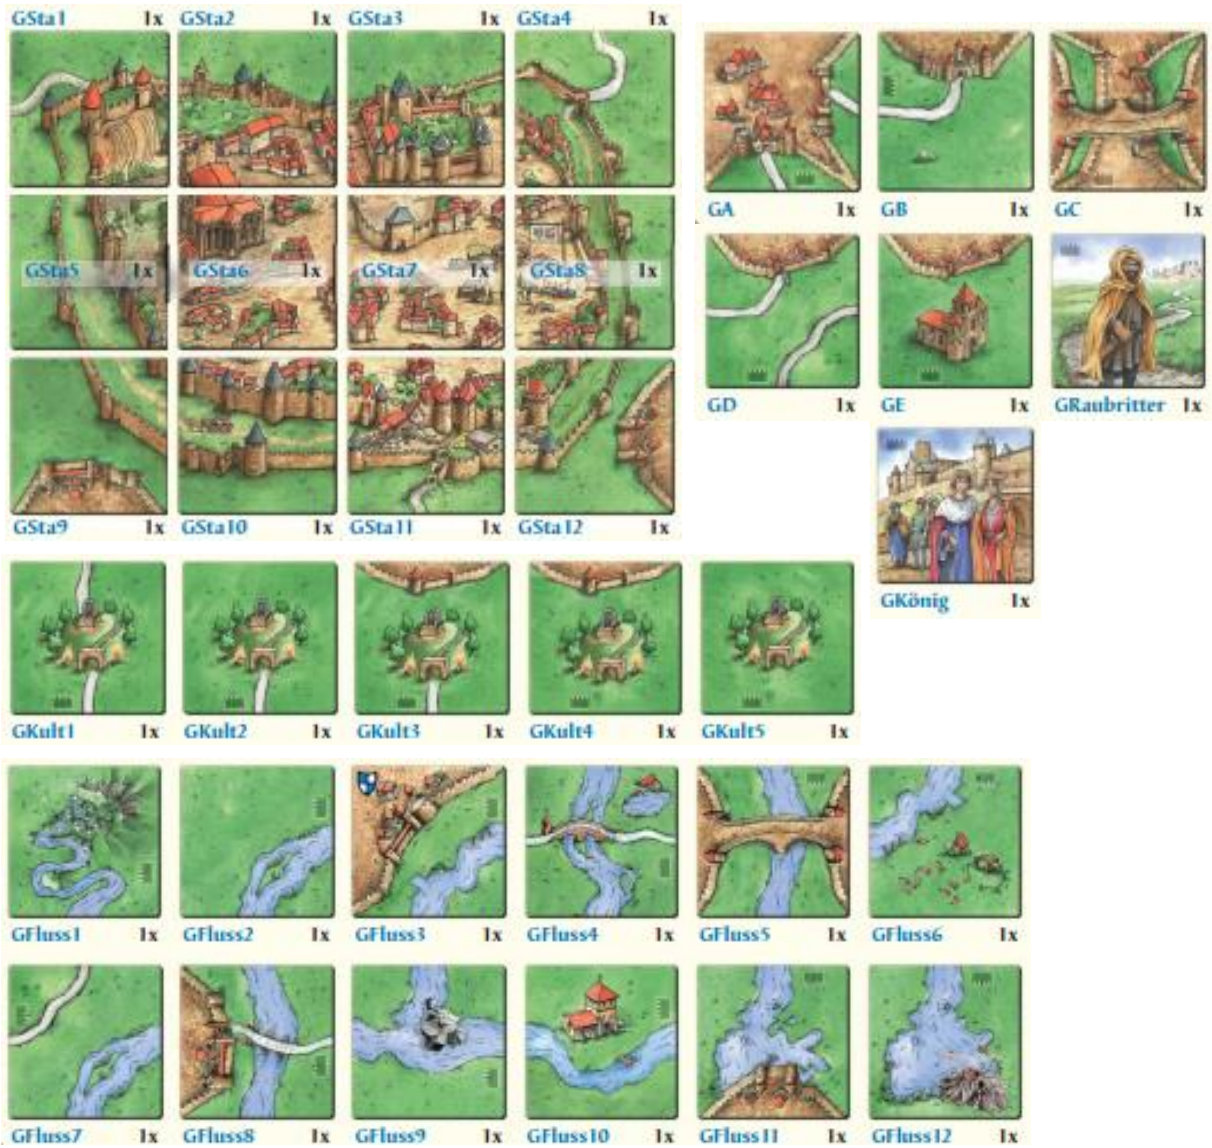 GSta1 1x GSta2 1x GSta3 1x GSta4 1x
GA 1x GB 1x GC 1x
GSta5 1x GSta6 1x GSta7 1x GSta8 1x
GD 1x GE 1x GRaubritter 1x
GSta9 1x GSta10 1x GSta11 1x GSta12 1x
GKönig 1x
GKult1 1x GKult2 1x GKult3 1x GKult4 1x GKult5 1x
GFluss1 1x GFluss2 1x GFluss3 1x GFluss4 1x GFluss5 1x GFluss6 1x
GFluss7 1x GFluss8 1x GFluss9 1x GFluss10 1x GFluss11 1x GFluss12 1x